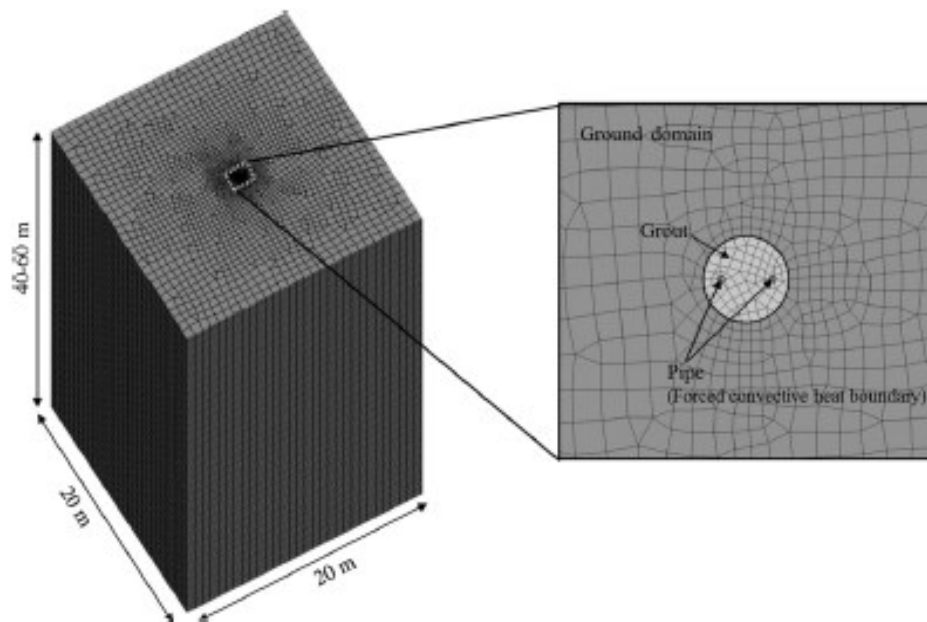 40-60 m
20 m
20 m
Ground domain
Grout
Pipe
(Forced convective heat boundary)